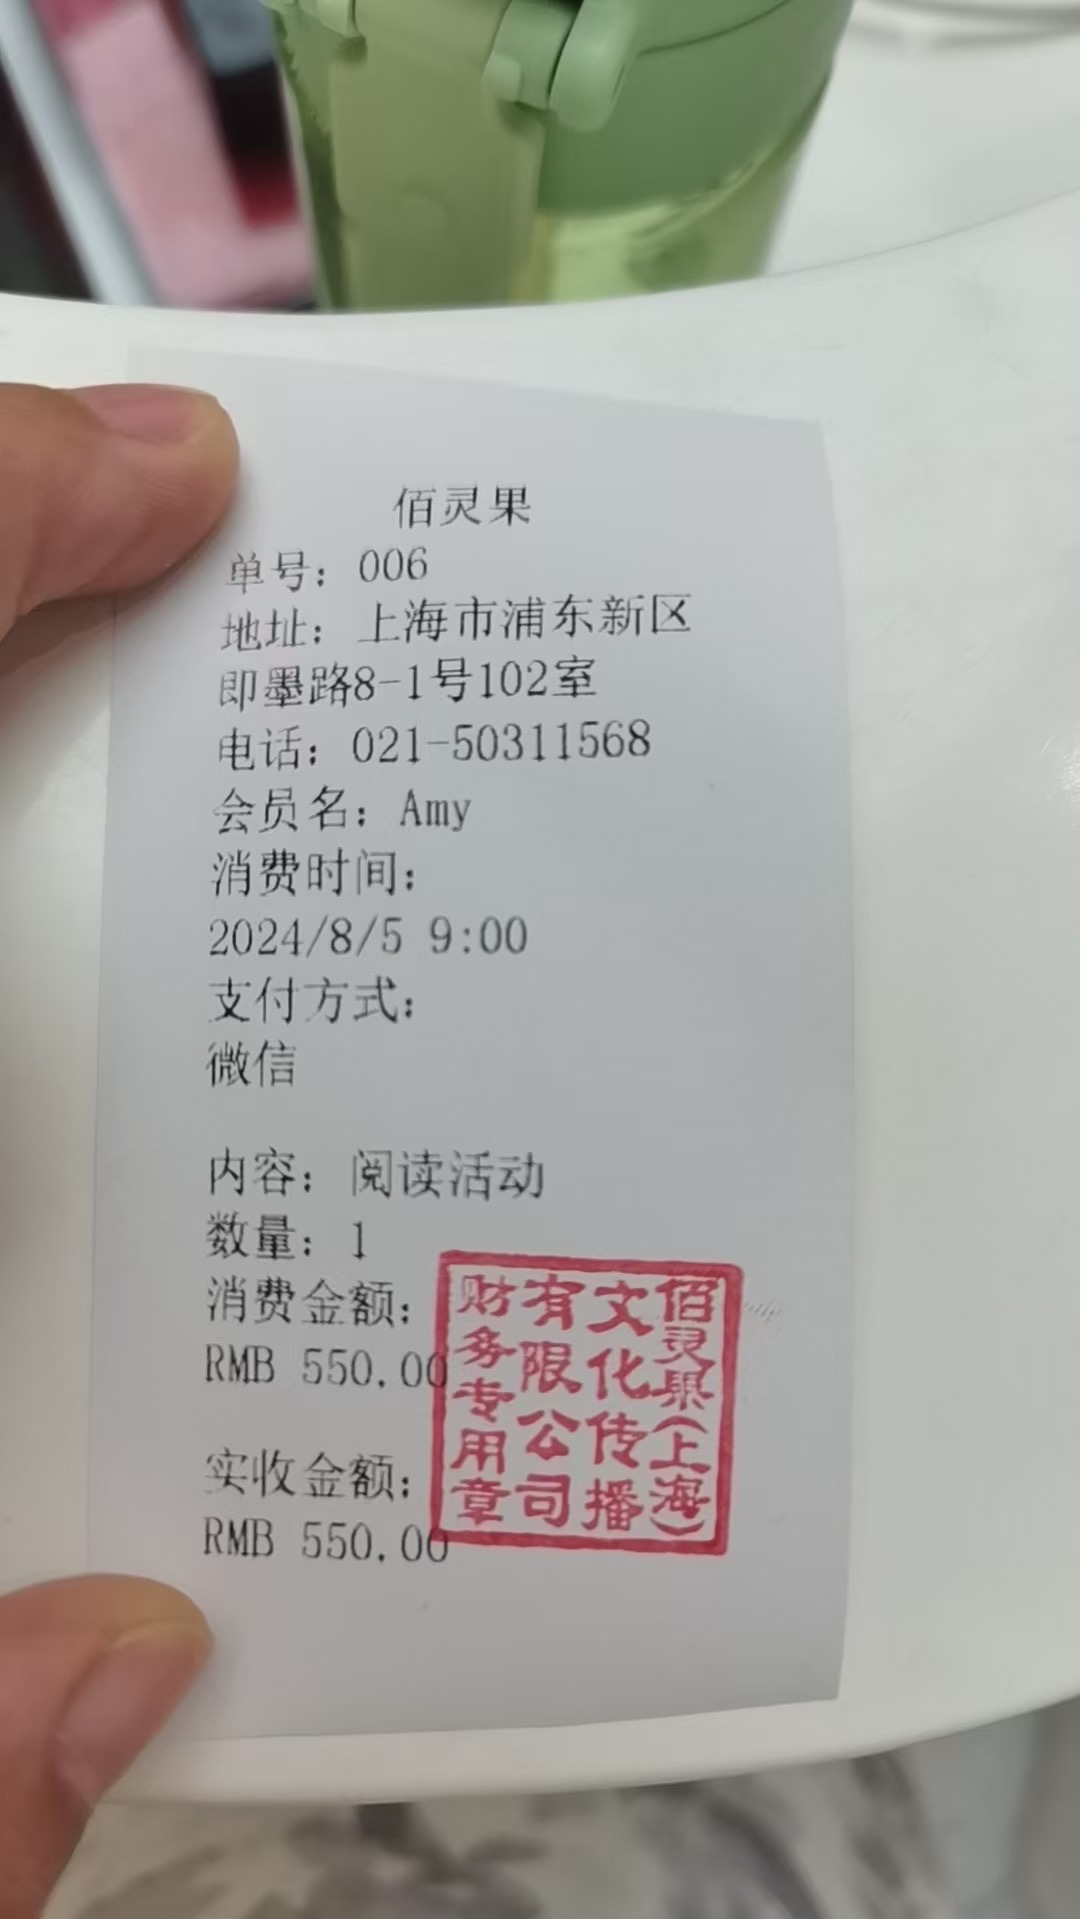 佰灵果
单号：006
地址：上海市浦东新区
即墨路8-1号102室
电话：021-50311568
会员名：Amy
消费时间：
2024/8/5 9:00
支付方式：
微信
内容：阅读活动
数量：1
消费金额：
RMB 550.00
实收金额：
RMB 550.00
佰灵果(上海)
文化传播
有限公司
财务专用章